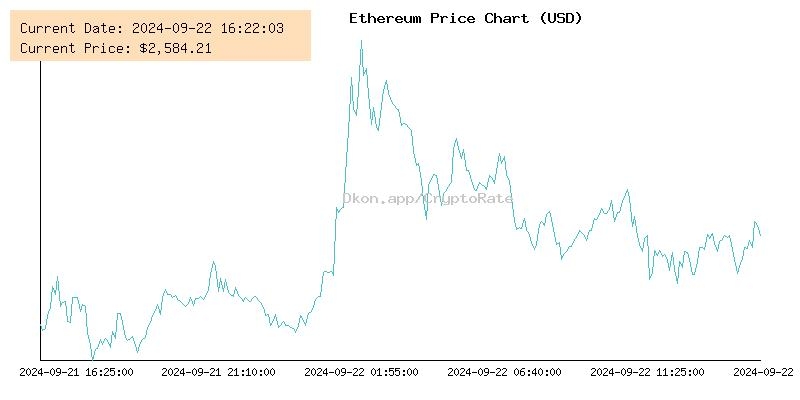 Ethereum Price Chart (USD)
Current Date: 2024-09-22 16:22:03
Current Price: $2,584.21
Okon.app/CryptoRate
2024-09-21 16:25:00 2024-09-21 21:10:00 2024-09-22 01:55:00 2024-09-22 06:40:00 2024-09-22 11:25:00 2024-09-22